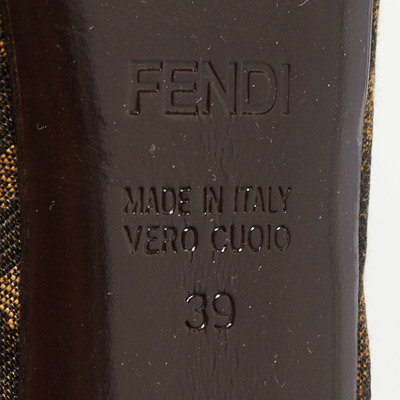 FENDI
MADE IN ITALY
VERO CUOIO
39